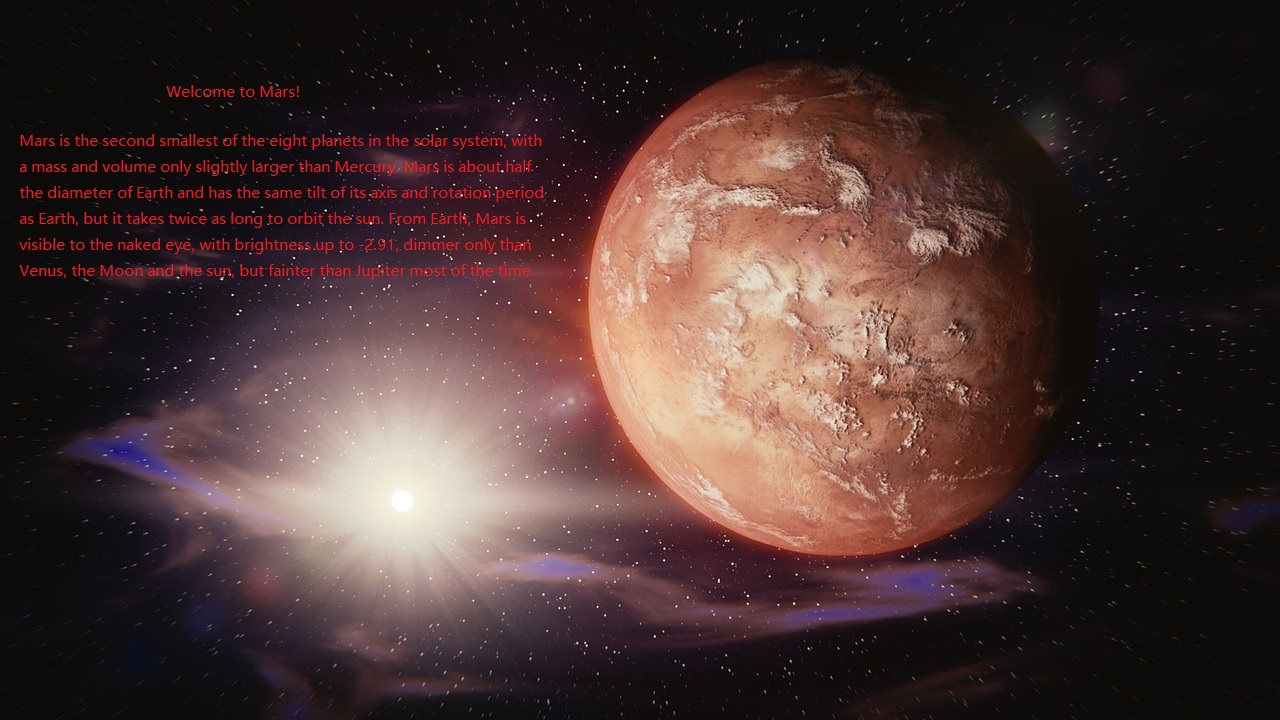 Welcome to Mars!
Mars is the second smallest of the eight planets in the solar system, with
a mass and volume only slightly larger than Mercury. Mars is about half
the diameter of Earth and has the same tilt of its axis and rotation period
as Earth, but it takes twice as long to orbit the sun. From Earth, Mars is
visible to the naked eye, with brightness up to -2.91, dimmer only than
Venus, the Moon and the sun, but fainter than Jupiter most of the time.